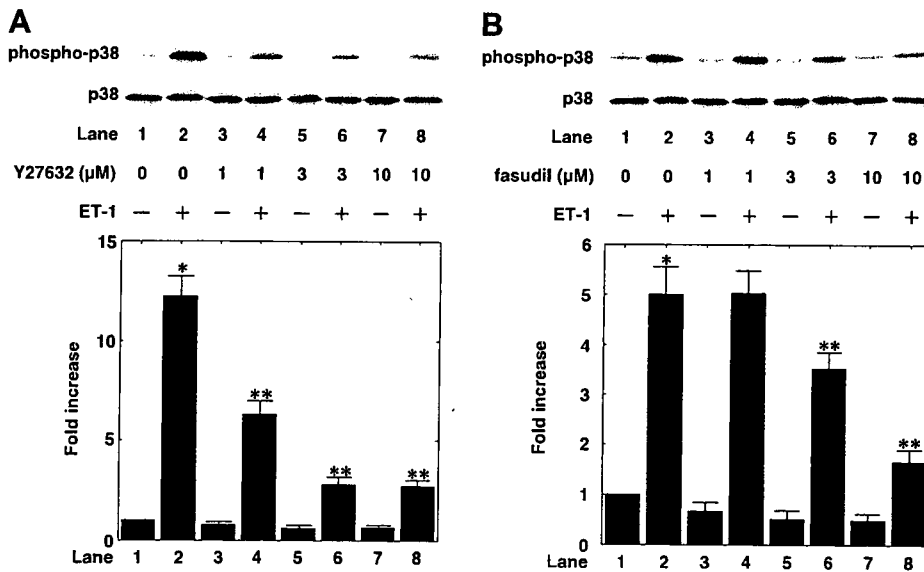 A
phospho-p38
p38
Lane 1 2 3 4 5 6 7 8
Y27632 (μM) 0 0 1 1 3 3 10 10
ET-1 − + − + − + − +
15
10
5
0
Fold increase
* ** ** **
Lane 1 2 3 4 5 6 7 8
B
phospho-p38
p38
Lane 1 2 3 4 5 6 7 8
fasudil (μM) 0 0 1 1 3 3 10 10
ET-1 − + − + − + − +
6
5
4
3
2
1
0
Fold increase
* ** **
Lane 1 2 3 4 5 6 7 8